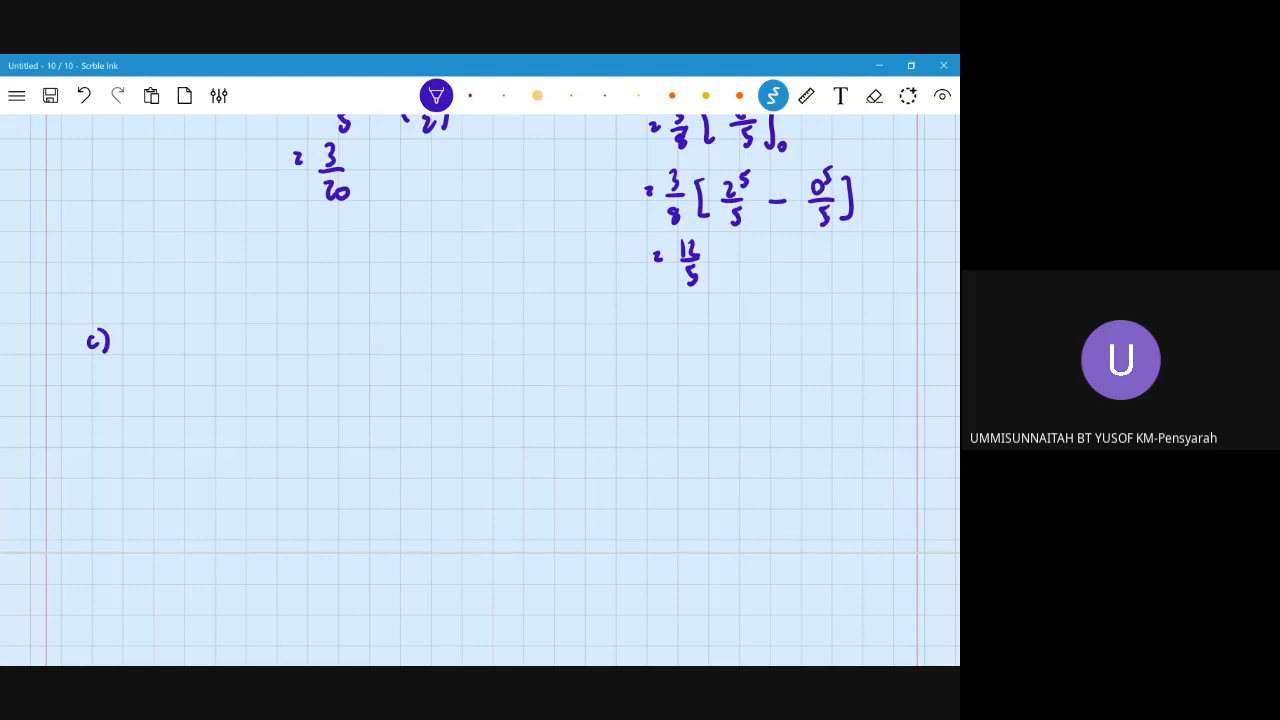 Untitled - 10 / 10 - Scrble Ink
= 3/20
= 3/8 [ 2^5/5 - 0^5/5 ]
= 12/5
c)
U
UMMISUNNAITAH BT YUSOF KM-Pensyarah